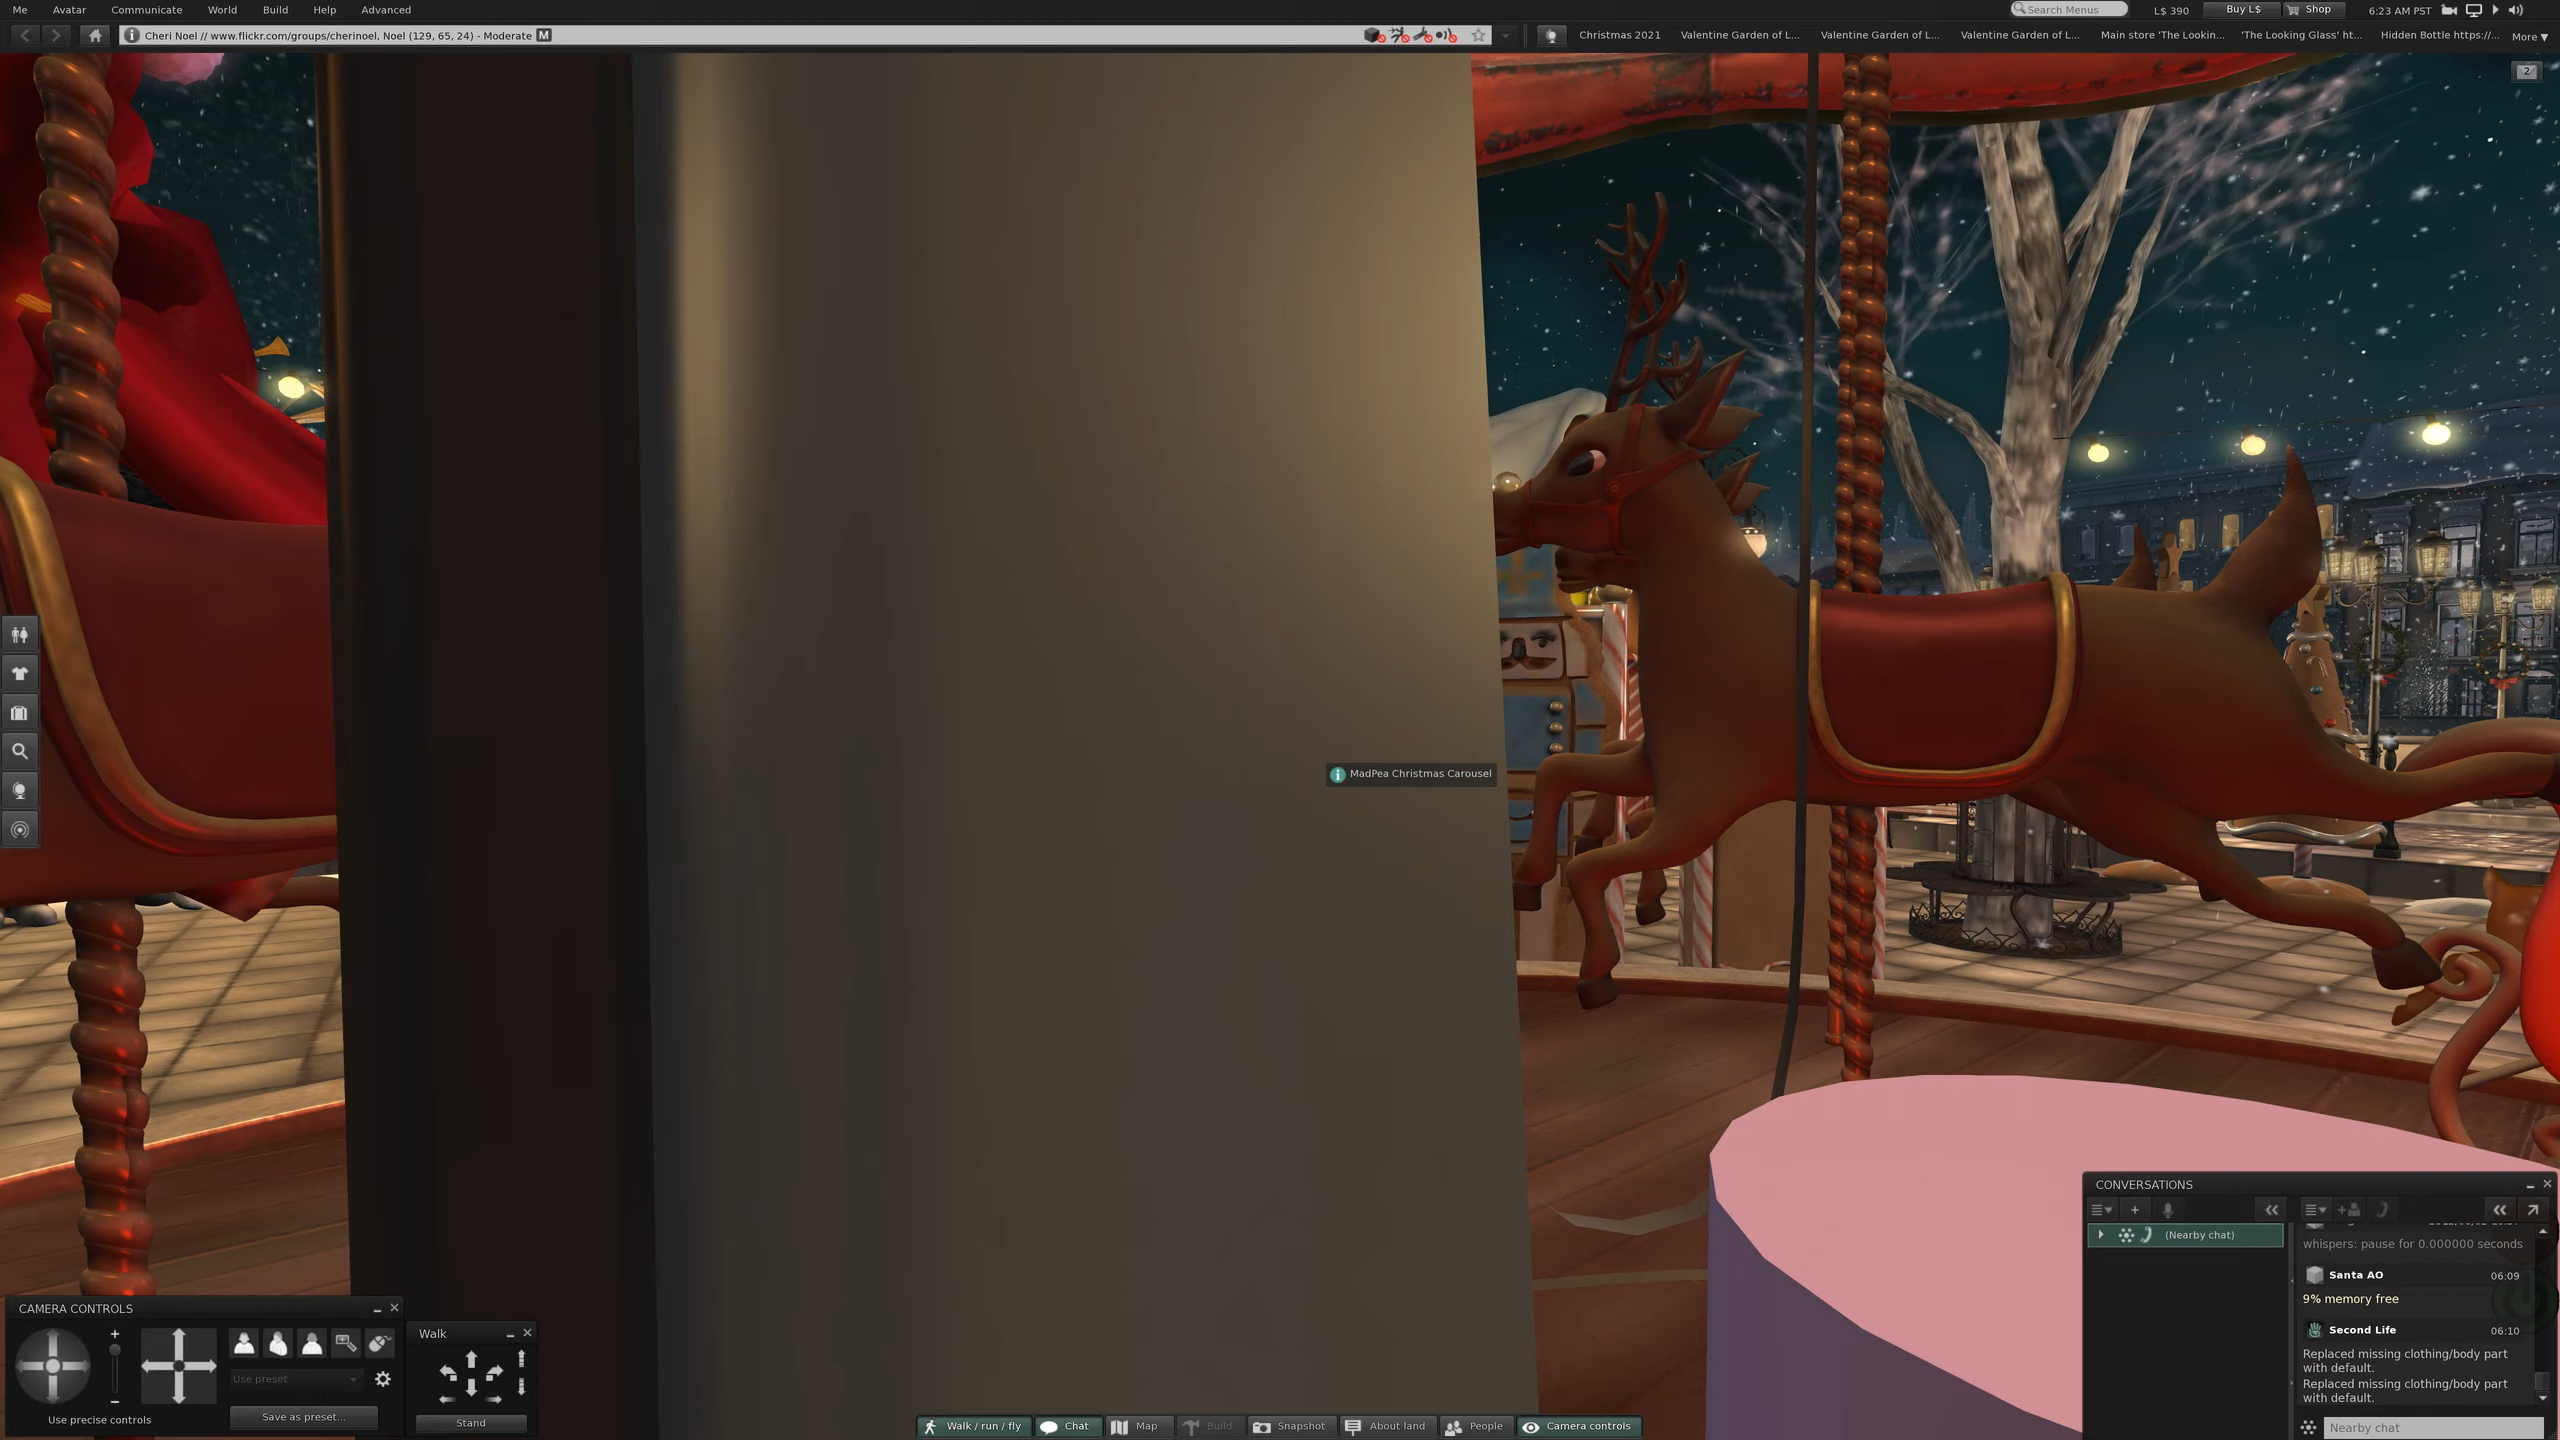 Me Avatar Communicate World Build Help Advanced
Search Menus L$ 390 Buy L$ Shop 6:23 AM PST
Cheri Noel // www.flickr.com/groups/cherinoel, Noel (129, 65, 24) - Moderate M
Christmas 2021 Valentine Garden of L... Valentine Garden of L... Valentine Garden of L... Main store 'The Lookin... 'The Looking Glass' ht... Hidden Bottle https://... More
2
MadPea Christmas Carousel
CONVERSATIONS
(Nearby chat)
whispers: pause for 0.000000 seconds
Santa AO 06:09
9% memory free
Second Life 06:10
Replaced missing clothing/body part
with default.
Replaced missing clothing/body part
with default.
Nearby chat
CAMERA CONTROLS
Use preset
Use precise controls
Save as preset...
Walk
Stand
Walk / run / fly Chat Map Build Snapshot About land People Camera controls